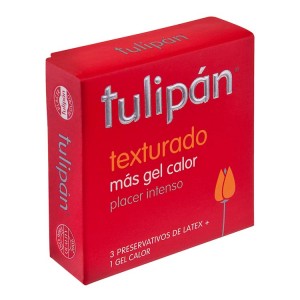 tulipán
texturado
más gel calor
placer intenso
3 PRESERVATIVOS DE LATEX +
1 GEL CALOR
tulipán